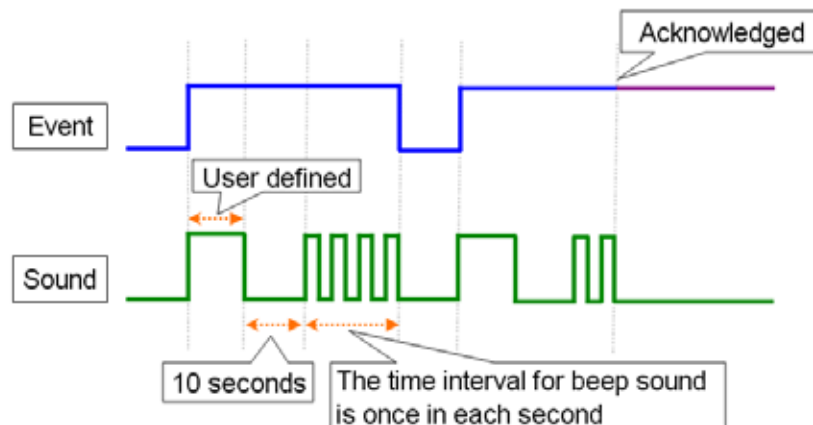 Acknowledged
Event
User defined
Sound
10 seconds
The time interval for beep sound
is once in each second